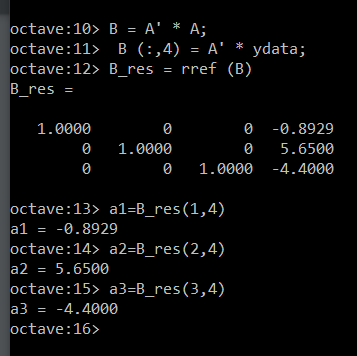 octave:10> B = A' * A;
octave:11>  B (:,4) = A' * ydata;
octave:12> B_res = rref (B)
B_res =
1.0000 0 0 -0.8929
0 1.0000 0 5.6500
0 0 1.0000 -4.4000
octave:13> a1=B_res(1,4)
a1 = -0.8929
octave:14> a2=B_res(2,4)
a2 = 5.6500
octave:15> a3=B_res(3,4)
a3 = -4.4000
octave:16>